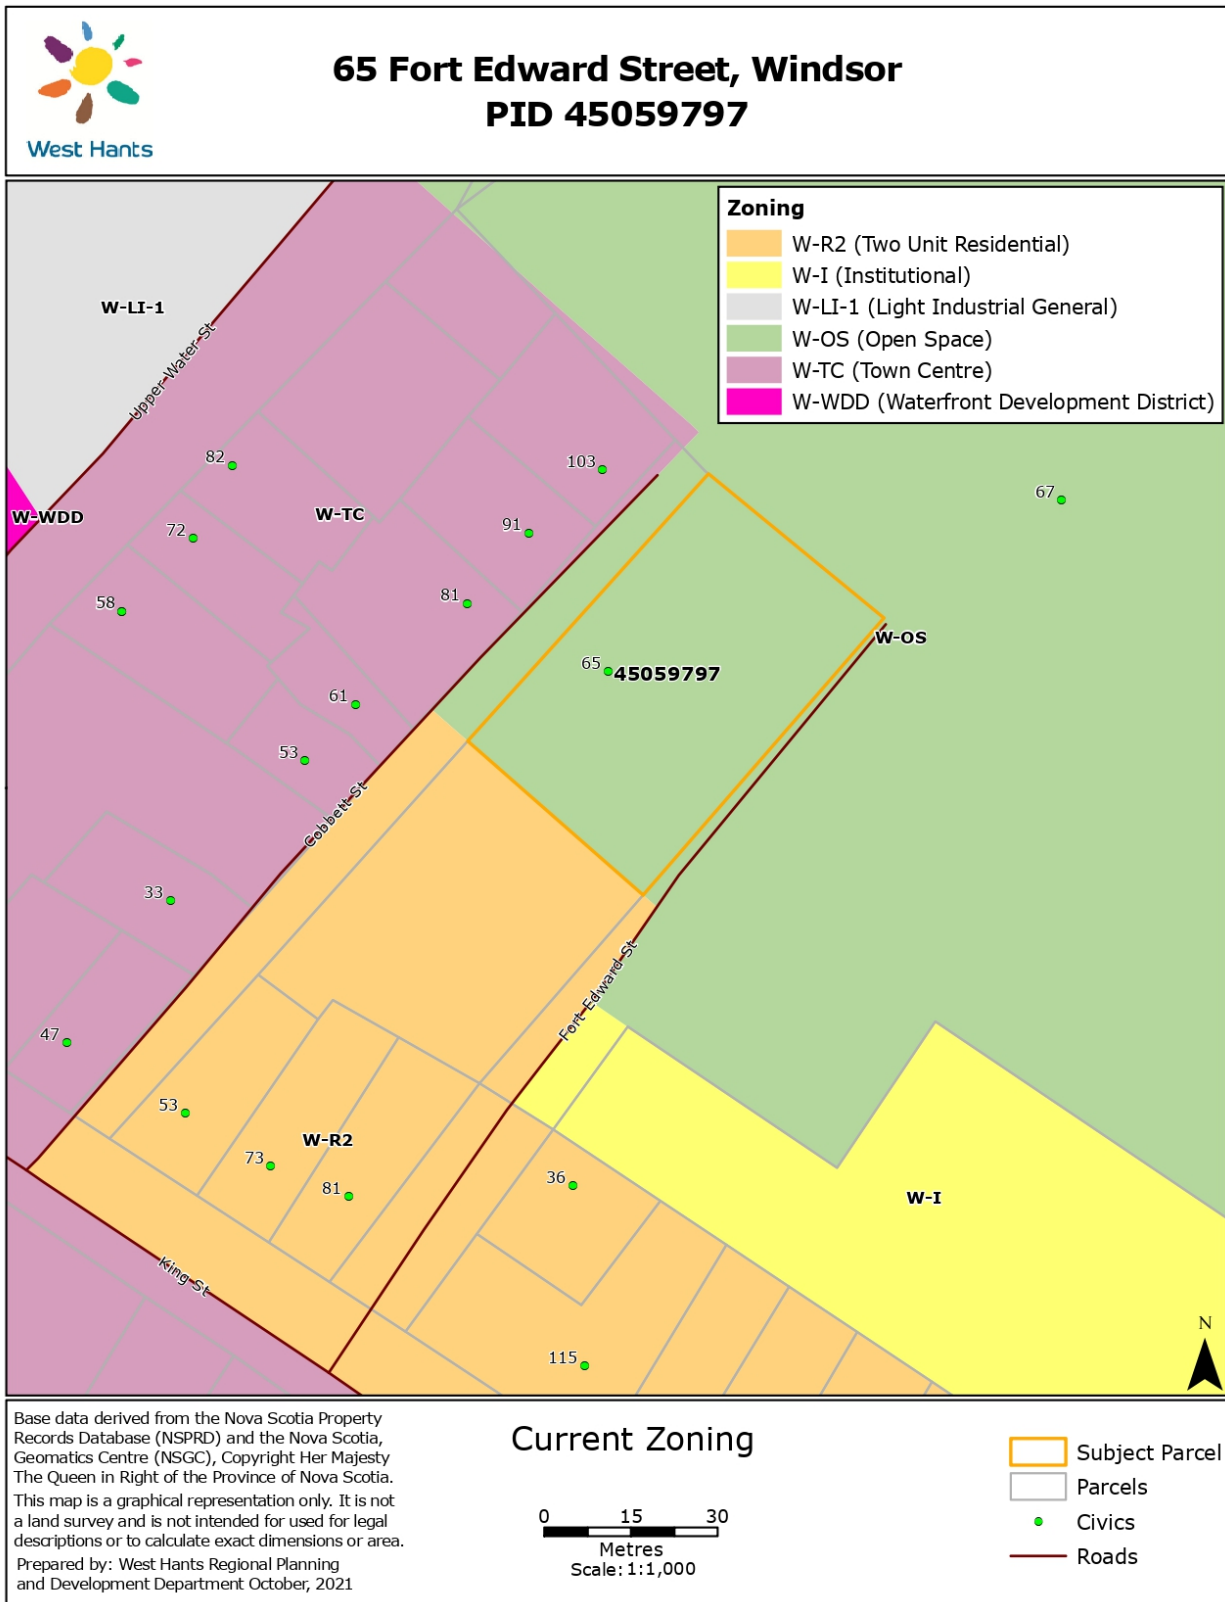 West Hants
65 Fort Edward Street, Windsor
PID 45059797
Zoning
W-R2 (Two Unit Residential)
W-I (Institutional)
W-LI-1 (Light Industrial General)
W-OS (Open Space)
W-TC (Town Centre)
W-WDD (Waterfront Development District)
W-LI-1
Upper Water St
82
103
67
W-WDD
W-TC
91
72
58
81
W-OS
65
45059797
61
53
Cobbett St
33
Fort Edward St
47
53
W-R2
73
81
36
W-I
King St
N
115
Base data derived from the Nova Scotia Property
Records Database (NSPRD) and the Nova Scotia,
Geomatics Centre (NSGC), Copyright Her Majesty
The Queen in Right of the Province of Nova Scotia.
This map is a graphical representation only. It is not
a land survey and is not intended for used for legal
descriptions or to calculate exact dimensions or area.
Prepared by: West Hants Regional Planning
and Development Department October, 2021
Current Zoning
0 15 30
Metres
Scale: 1:1,000
Subject Parcel
Parcels
Civics
Roads